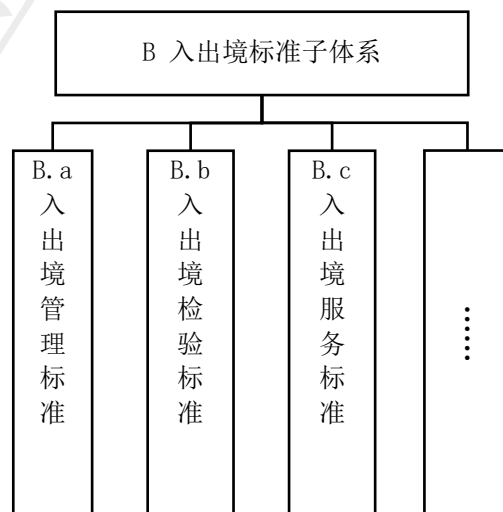 B 入出境标准子体系
B.a
入
出
境
管
理
标
准
B.b
入
出
境
检
验
标
准
B.c
入
出
境
服
务
标
准
……